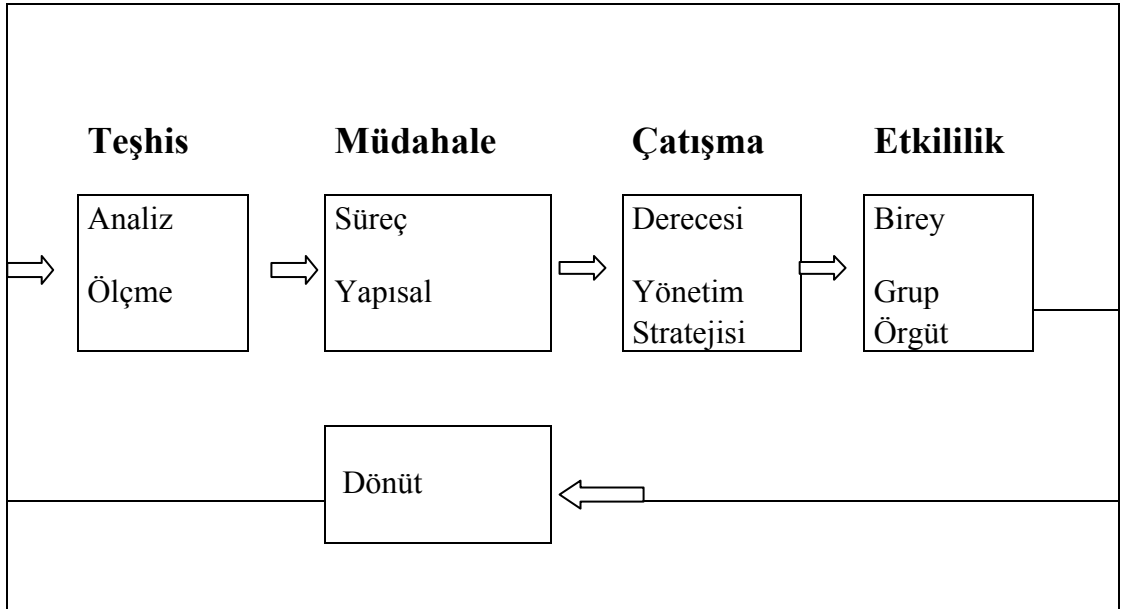 Teşhis
Müdahale
Çatışma
Etkililik
Analiz
Ölçme
Süreç
Yapısal
Derecesi
Yönetim
Stratejisi
Birey
Grup
Örgüt
Dönüt